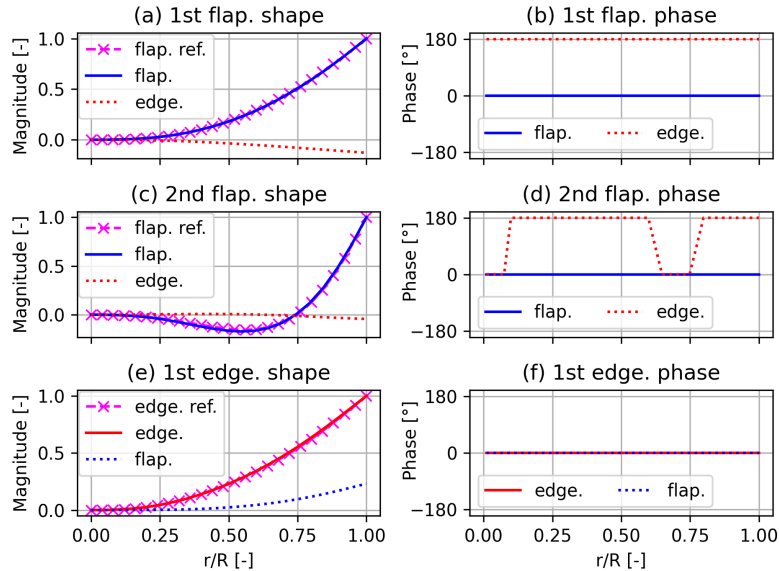 (a) 1st flap. shape
Magnitude [-]
1.0
0.5
0.0
flap. ref.
flap.
edge.
(b) 1st flap. phase
Phase [°]
180
0
−180
flap.
edge.
(c) 2nd flap. shape
Magnitude [-]
1.0
0.5
0.0
flap. ref.
flap.
edge.
(d) 2nd flap. phase
Phase [°]
180
0
−180
flap.
edge.
(e) 1st edge. shape
Magnitude [-]
1.0
0.5
0.0
edge. ref.
edge.
flap.
0.00 0.25 0.50 0.75 1.00
r/R [-]
(f) 1st edge. phase
Phase [°]
180
0
−180
edge.
flap.
0.00 0.25 0.50 0.75 1.00
r/R [-]